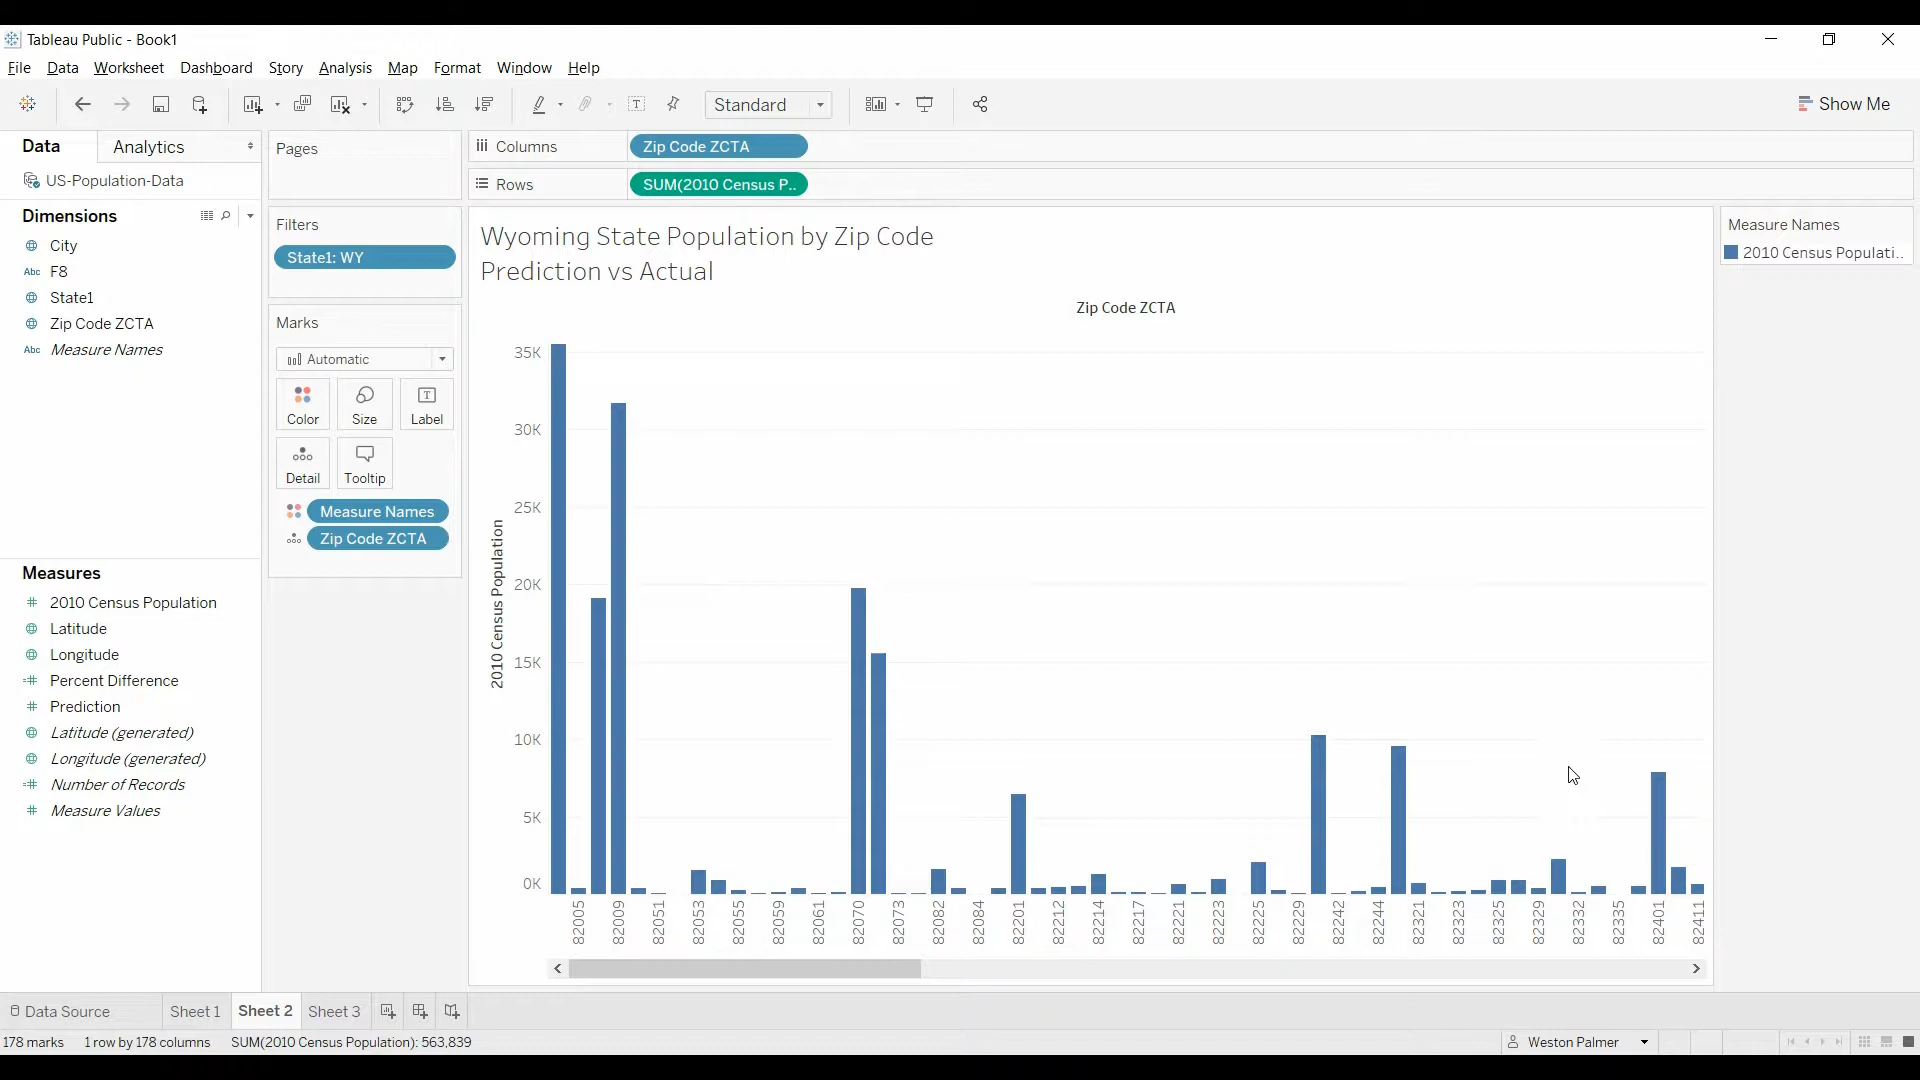 Tableau Public - Book1
File Data Worksheet Dashboard Story Analysis Map Format Window Help
Standard
Show Me
Data
Analytics
Pages
Columns
Zip Code ZCTA
US-Population-Data
Rows
SUM(2010 Census P..
Dimensions
City
Abc F8
State1
Zip Code ZCTA
Abc Measure Names
Filters
State1: WY
Marks
Automatic
Color
Size
Label
Detail
Tooltip
Measure Names
Zip Code ZCTA
Measures
2010 Census Population
Latitude
Longitude
Percent Difference
Prediction
Latitude (generated)
Longitude (generated)
Number of Records
Measure Values
Wyoming State Population by Zip Code
Prediction vs Actual
Zip Code ZCTA
2010 Census Population
35K
30K
25K
20K
15K
10K
5K
0K
82005 82009 82051 82053 82055 82059 82061 82070 82073 82082 82084 82201 82212 82214 82217 82221 82223 82225 82229 82242 82244 82321 82323 82325 82329 82332 82335 82401 82411
Measure Names
2010 Census Populati..
Data Source
Sheet 1
Sheet 2
Sheet 3
178 marks 1 row by 178 columns SUM(2010 Census Population): 563,839
Weston Palmer